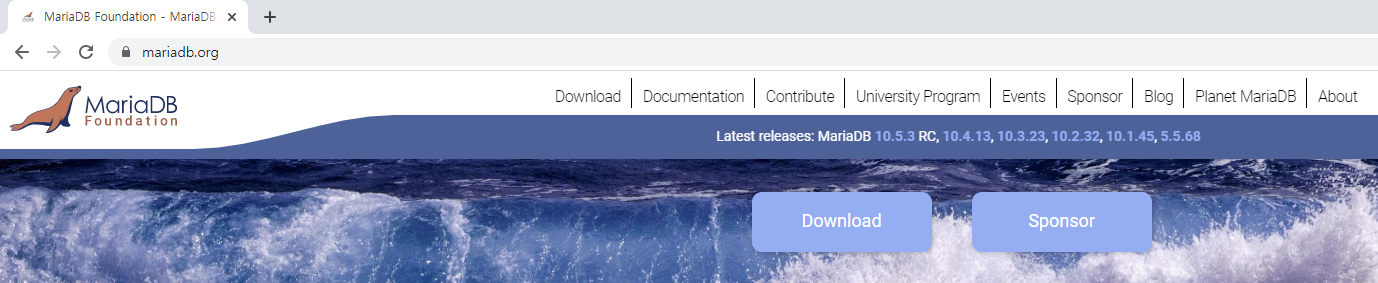 MariaDB Foundation - MariaDB
mariadb.org
MariaDB
Foundation
Download
Documentation
Contribute
University Program
Events
Sponsor
Blog
Planet MariaDB
About
Latest releases: MariaDB 10.5.3 RC, 10.4.13, 10.3.23, 10.2.32, 10.1.45, 5.5.68
Download
Sponsor